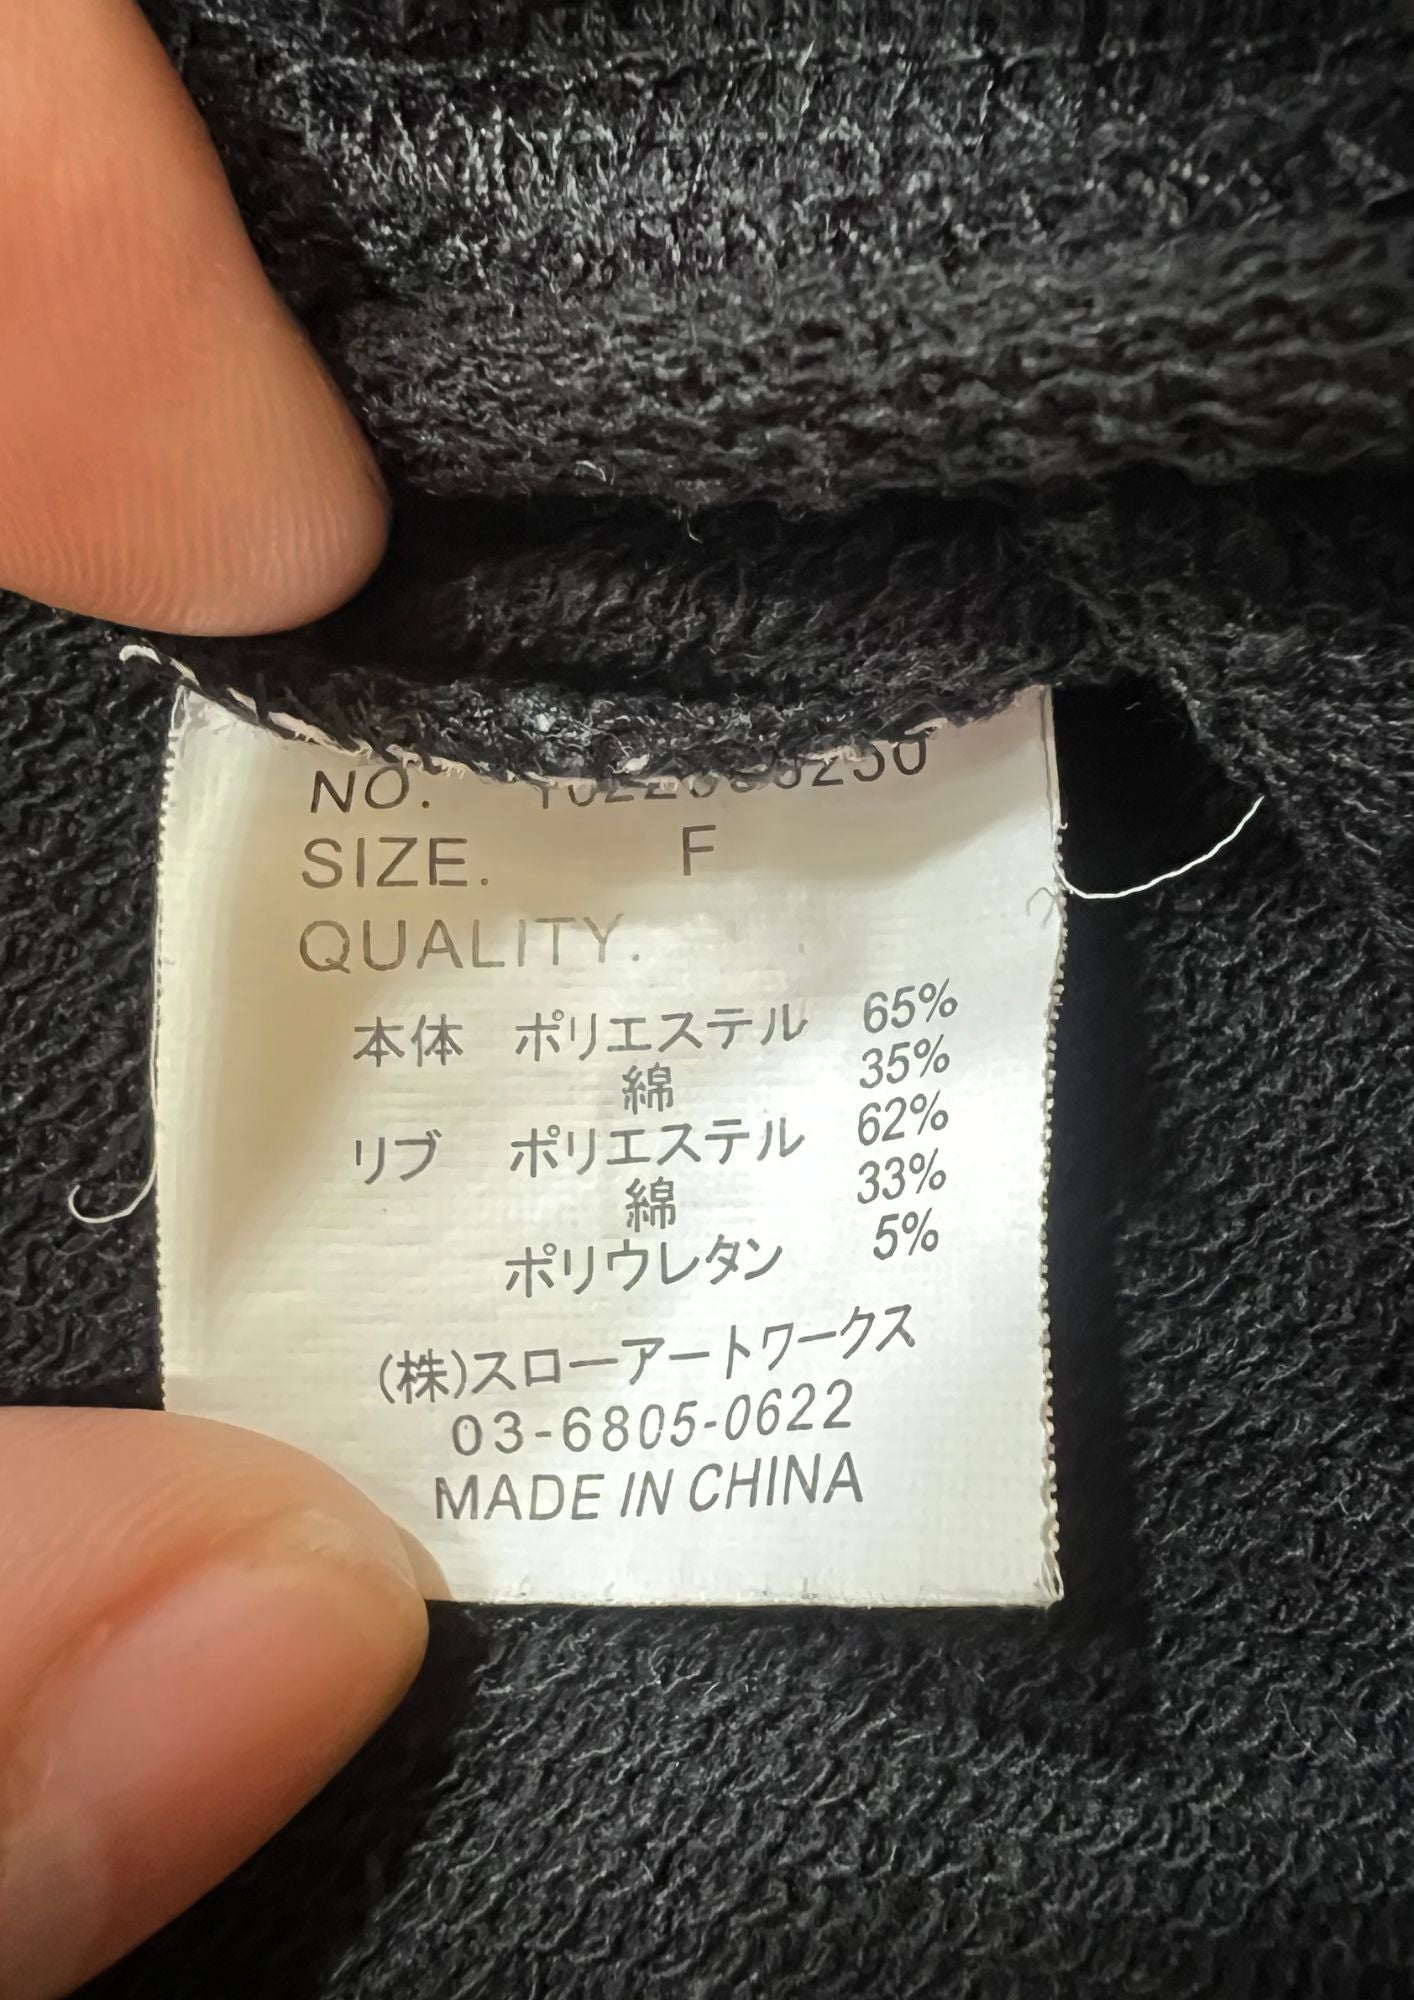 NO.
SIZE. F
QUALITY.
本体 ポリエステル 65%
綿 35%
リブ ポリエステル 62%
綿 33%
ポリウレタン 5%
(株)スローアートワークス
03-6805-0622
MADE IN CHINA